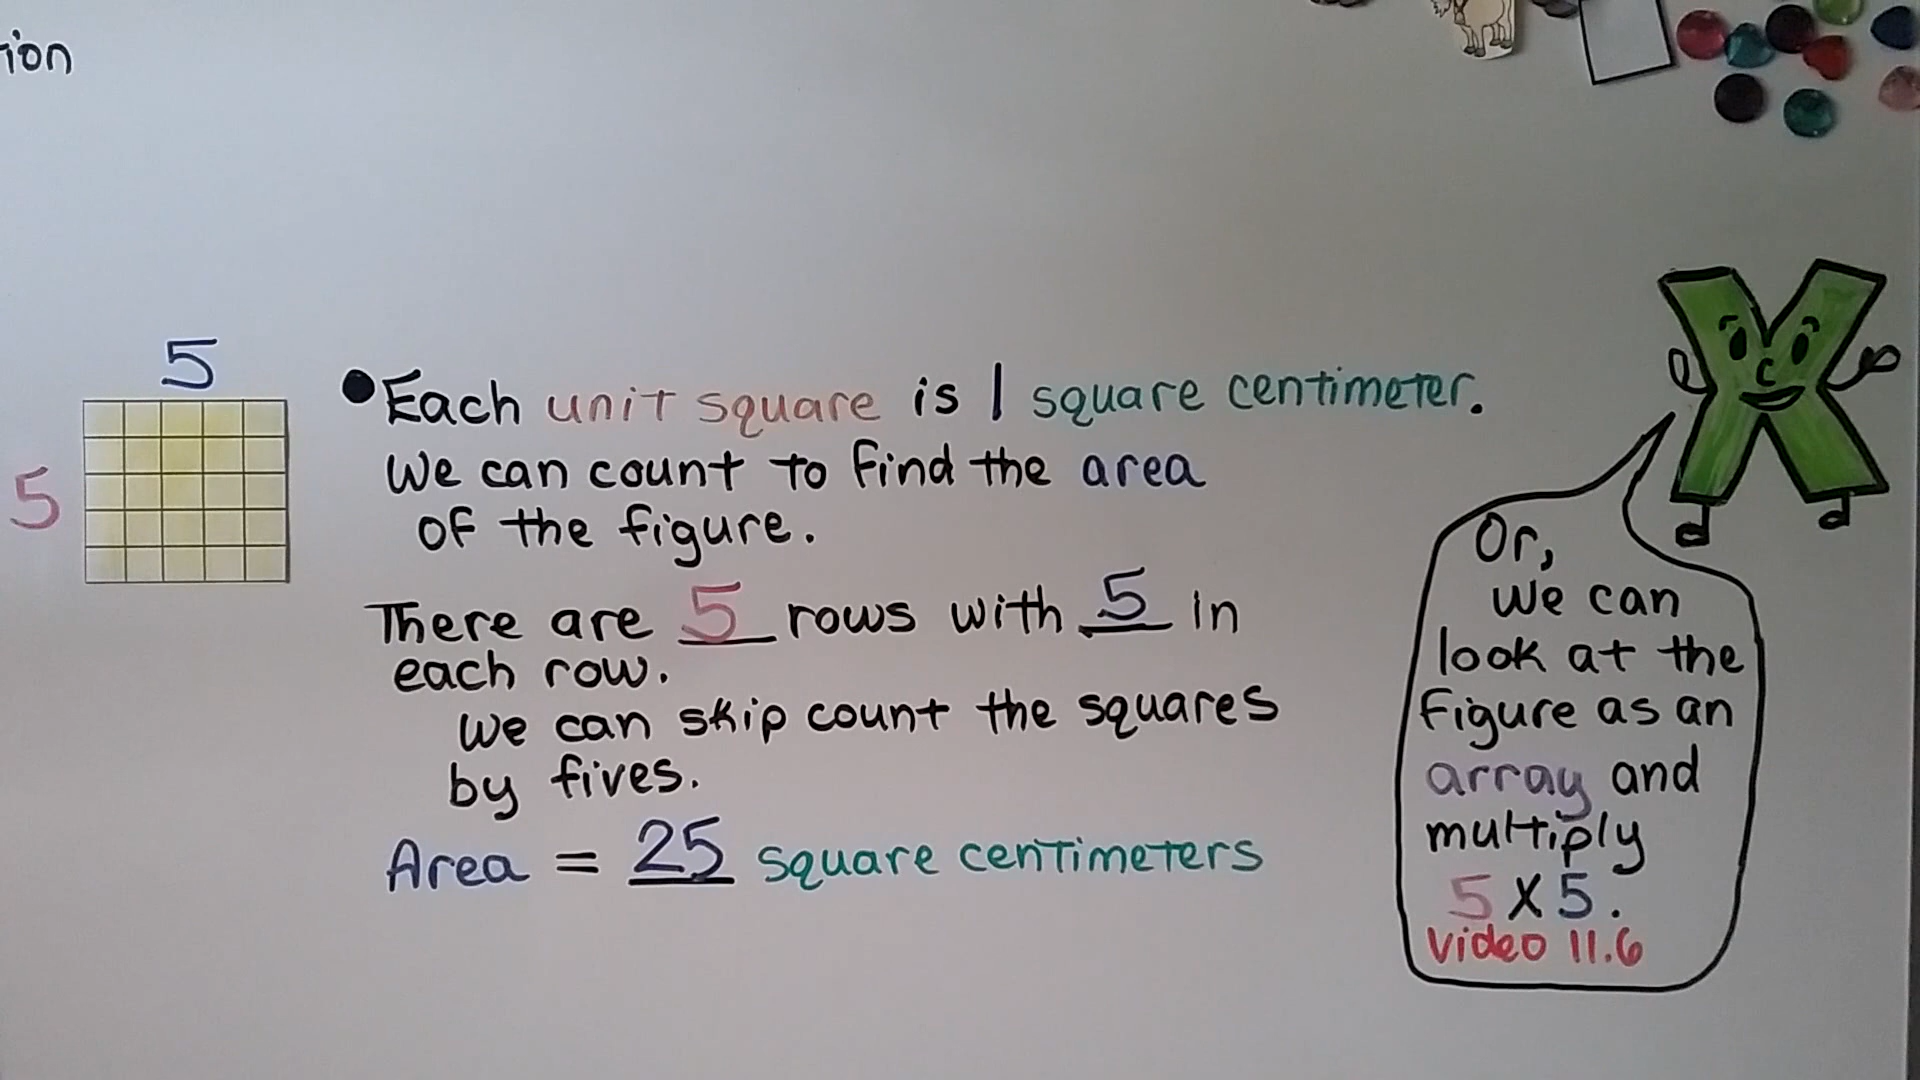 5
5
Each unit square is 1 square centimeter.
We can count to find the area
of the figure.
There are 5 rows with 5 in
each row.
We can skip count the squares
by fives.
Area = 25 square centimeters
Or,
we can
look at the
figure as an
array and
multiply
5 x 5.
Video 11.6